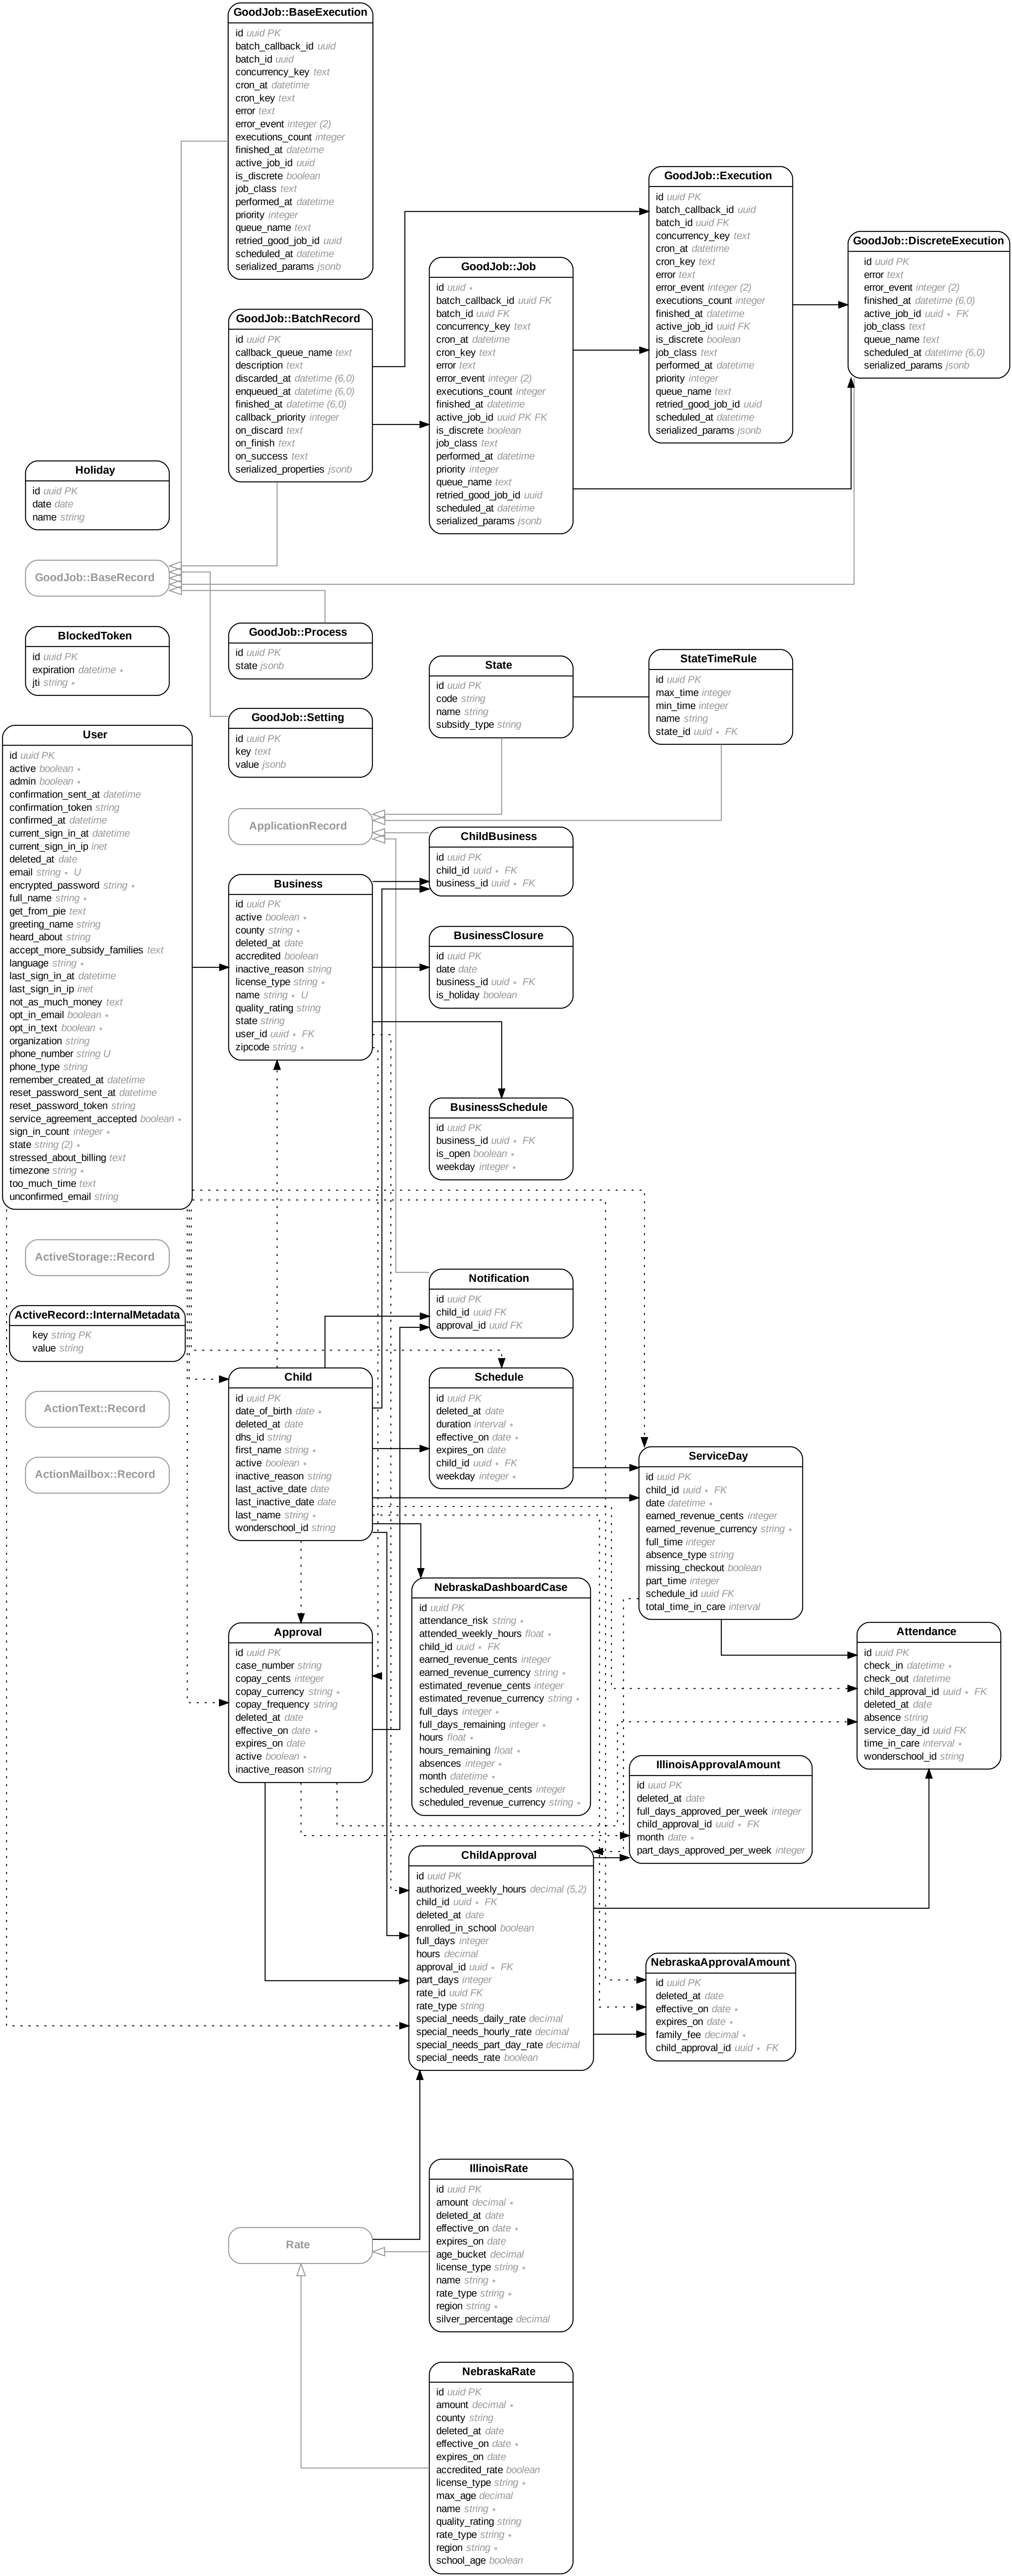 GoodJob::BaseExecution
id uuid PK
batch_callback_id uuid
batch_id uuid
concurrency_key text
cron_at datetime
cron_key text
error text
error_event integer (2)
executions_count integer
finished_at datetime
active_job_id uuid
is_discrete boolean
job_class text
performed_at datetime
priority integer
queue_name text
retried_good_job_id uuid
scheduled_at datetime
serialized_params jsonb
GoodJob::Execution
id uuid PK
batch_callback_id uuid
batch_id uuid FK
concurrency_key text
cron_at datetime
cron_key text
error text
error_event integer (2)
executions_count integer
finished_at datetime
active_job_id uuid FK
is_discrete boolean
job_class text
performed_at datetime
priority integer
queue_name text
retried_good_job_id uuid
scheduled_at datetime
serialized_params jsonb
GoodJob::DiscreteExecution
id uuid PK
error text
error_event integer (2)
finished_at datetime (6,0)
active_job_id uuid ∗ FK
job_class text
queue_name text
scheduled_at datetime (6,0)
serialized_params jsonb
GoodJob::Job
id uuid ∗
batch_callback_id uuid FK
batch_id uuid FK
concurrency_key text
cron_at datetime
cron_key text
error text
error_event integer (2)
executions_count integer
finished_at datetime
active_job_id uuid PK FK
is_discrete boolean
job_class text
performed_at datetime
priority integer
queue_name text
retried_good_job_id uuid
scheduled_at datetime
serialized_params jsonb
GoodJob::BatchRecord
id uuid PK
callback_queue_name text
description text
discarded_at datetime (6,0)
enqueued_at datetime (6,0)
finished_at datetime (6,0)
callback_priority integer
on_discard text
on_finish text
on_success text
serialized_properties jsonb
Holiday
id uuid PK
date date
name string
GoodJob::BaseRecord
BlockedToken
id uuid PK
expiration datetime ∗
jti string ∗
GoodJob::Process
id uuid PK
state jsonb
State
id uuid PK
code string
name string
subsidy_type string
StateTimeRule
id uuid PK
max_time integer
min_time integer
name string
state_id uuid ∗ FK
GoodJob::Setting
id uuid PK
key text
value jsonb
User
id uuid PK
active boolean ∗
admin boolean ∗
confirmation_sent_at datetime
confirmation_token string
confirmed_at datetime
current_sign_in_at datetime
current_sign_in_ip inet
deleted_at date
email string ∗ U
encrypted_password string ∗
full_name string ∗
get_from_pie text
greeting_name string
heard_about string
accept_more_subsidy_families text
language string ∗
last_sign_in_at datetime
last_sign_in_ip inet
not_as_much_money text
opt_in_email boolean ∗
opt_in_text boolean ∗
organization string
phone_number string U
phone_type string
remember_created_at datetime
reset_password_sent_at datetime
reset_password_token string
service_agreement_accepted boolean ∗
sign_in_count integer ∗
state string (2) ∗
stressed_about_billing text
timezone string ∗
too_much_time text
unconfirmed_email string
ApplicationRecord
ChildBusiness
id uuid PK
child_id uuid ∗ FK
business_id uuid ∗ FK
Business
id uuid PK
active boolean ∗
county string ∗
deleted_at date
accredited boolean
inactive_reason string
license_type string ∗
name string ∗ U
quality_rating string
state string
user_id uuid ∗ FK
zipcode string ∗
BusinessClosure
id uuid PK
date date
business_id uuid ∗ FK
is_holiday boolean
BusinessSchedule
id uuid PK
business_id uuid ∗ FK
is_open boolean ∗
weekday integer ∗
ActiveStorage::Record
ActiveRecord::InternalMetadata
key string PK
value string
ActionText::Record
ActionMailbox::Record
Notification
id uuid PK
child_id uuid FK
approval_id uuid FK
Child
id uuid PK
date_of_birth date ∗
deleted_at date
dhs_id string
first_name string ∗
active boolean ∗
inactive_reason string
last_active_date date
last_inactive_date date
last_name string ∗
wonderschool_id string
Schedule
id uuid PK
deleted_at date
duration interval ∗
effective_on date ∗
expires_on date
child_id uuid ∗ FK
weekday integer ∗
ServiceDay
id uuid PK
child_id uuid ∗ FK
date datetime ∗
earned_revenue_cents integer
earned_revenue_currency string ∗
full_time integer
absence_type string
missing_checkout boolean
part_time integer
schedule_id uuid FK
total_time_in_care interval
NebraskaDashboardCase
id uuid PK
attendance_risk string ∗
attended_weekly_hours float ∗
child_id uuid ∗ FK
earned_revenue_cents integer
earned_revenue_currency string ∗
estimated_revenue_cents integer
estimated_revenue_currency string ∗
full_days integer ∗
full_days_remaining integer ∗
hours float ∗
hours_remaining float ∗
absences integer ∗
month datetime ∗
scheduled_revenue_cents integer
scheduled_revenue_currency string ∗
Approval
id uuid PK
case_number string
copay_cents integer
copay_currency string ∗
copay_frequency string
deleted_at date
effective_on date ∗
expires_on date
active boolean ∗
inactive_reason string
Attendance
id uuid PK
check_in datetime ∗
check_out datetime
child_approval_id uuid ∗ FK
deleted_at date
absence string
service_day_id uuid FK
time_in_care interval ∗
wonderschool_id string
IllinoisApprovalAmount
id uuid PK
deleted_at date
full_days_approved_per_week integer
child_approval_id uuid ∗ FK
month date ∗
part_days_approved_per_week integer
ChildApproval
id uuid PK
authorized_weekly_hours decimal (5,2)
child_id uuid ∗ FK
deleted_at date
enrolled_in_school boolean
full_days integer
hours decimal
approval_id uuid ∗ FK
part_days integer
rate_id uuid FK
rate_type string
special_needs_daily_rate decimal
special_needs_hourly_rate decimal
special_needs_part_day_rate decimal
special_needs_rate boolean
NebraskaApprovalAmount
id uuid PK
deleted_at date
effective_on date ∗
expires_on date ∗
family_fee decimal ∗
child_approval_id uuid ∗ FK
IllinoisRate
id uuid PK
amount decimal ∗
deleted_at date
effective_on date ∗
expires_on date
age_bucket decimal
license_type string ∗
name string ∗
rate_type string ∗
region string ∗
silver_percentage decimal
Rate
NebraskaRate
id uuid PK
amount decimal ∗
county string
deleted_at date
effective_on date ∗
expires_on date
accredited_rate boolean
license_type string ∗
max_age decimal
name string ∗
quality_rating string
rate_type string ∗
region string ∗
school_age boolean